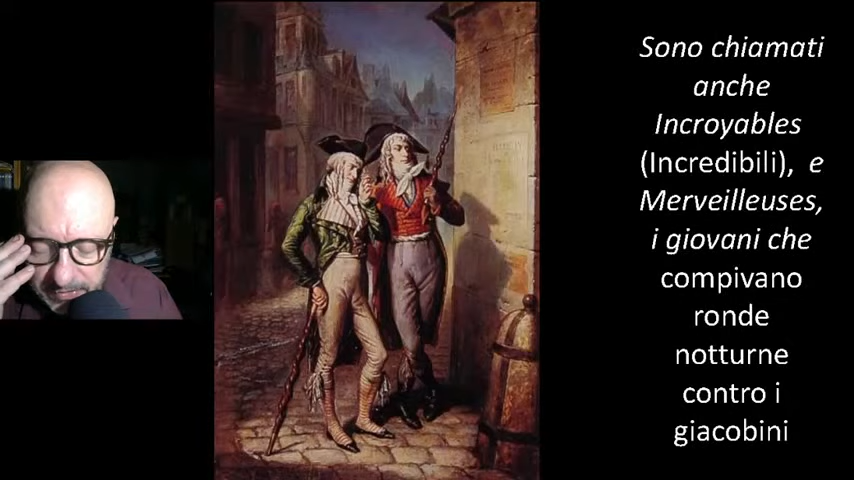 Sono chiamati
anche
Incroyables
(Incredibili), e
Merveilleuses,
i giovani che
compivano
ronde
notturne
contro i
giacobini